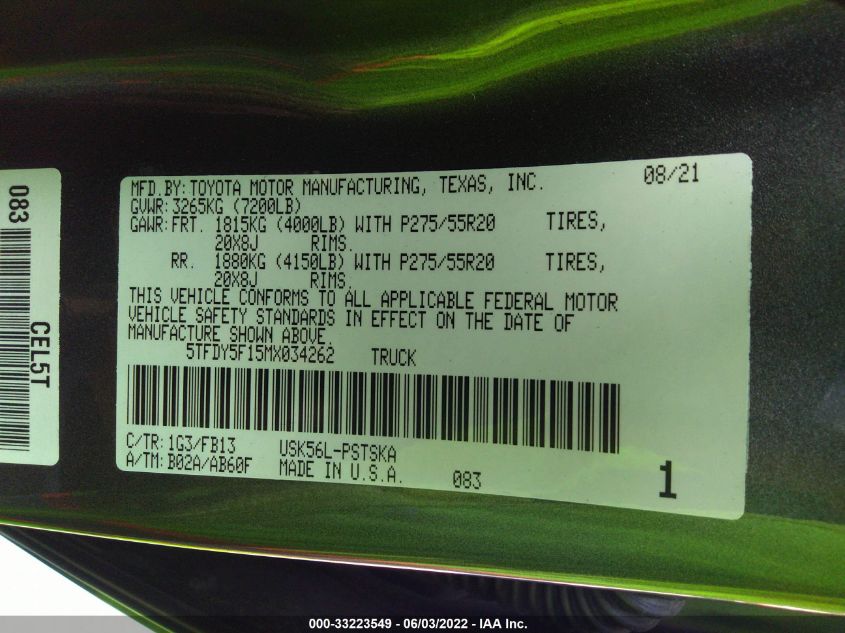 083
CEL5T
MFD.BY:TOYOTA MOTOR MANUFACTURING, TEXAS, INC. 08/21
GVWR:3265KG (7200LB)
GAWR:FRT. 1815KG (4000LB) WITH P275/55R20 TIRES,
20X8J RIMS.
RR. 1880KG (4150LB) WITH P275/55R20 TIRES,
20X8J RIMS.
THIS VEHICLE CONFORMS TO ALL APPLICABLE FEDERAL MOTOR
VEHICLE SAFETY STANDARDS IN EFFECT ON THE DATE OF
MANUFACTURE SHOWN ABOVE.
5TFDY5F15MX034262 TRUCK
C/TR:1G3/FB13 USK56L-PSTSKA
A/TM:B02A/AB60F MADE IN U.S.A. 083 1
000-33223549 - 06/03/2022 - IAA Inc.